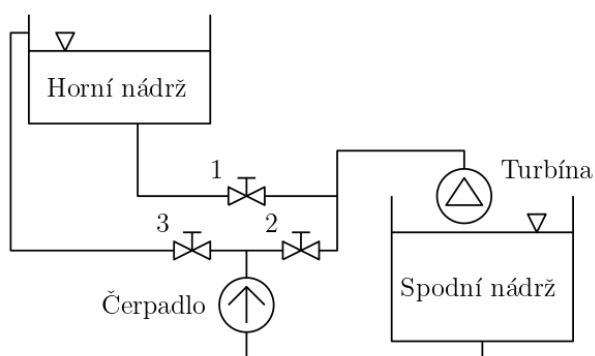 Horní nádrž
1
Turbína
3
2
Čerpadlo
Spodní nádrž